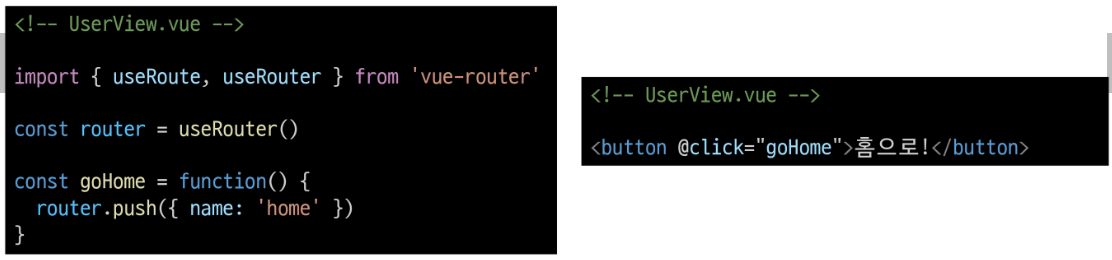 <!-- UserView.vue -->
import { useRoute, useRouter } from 'vue-router'
const router = useRouter()
const goHome = function() {
  router.push({ name: 'home' })
}
<!-- UserView.vue -->
<button @click="goHome">홈으로!</button>